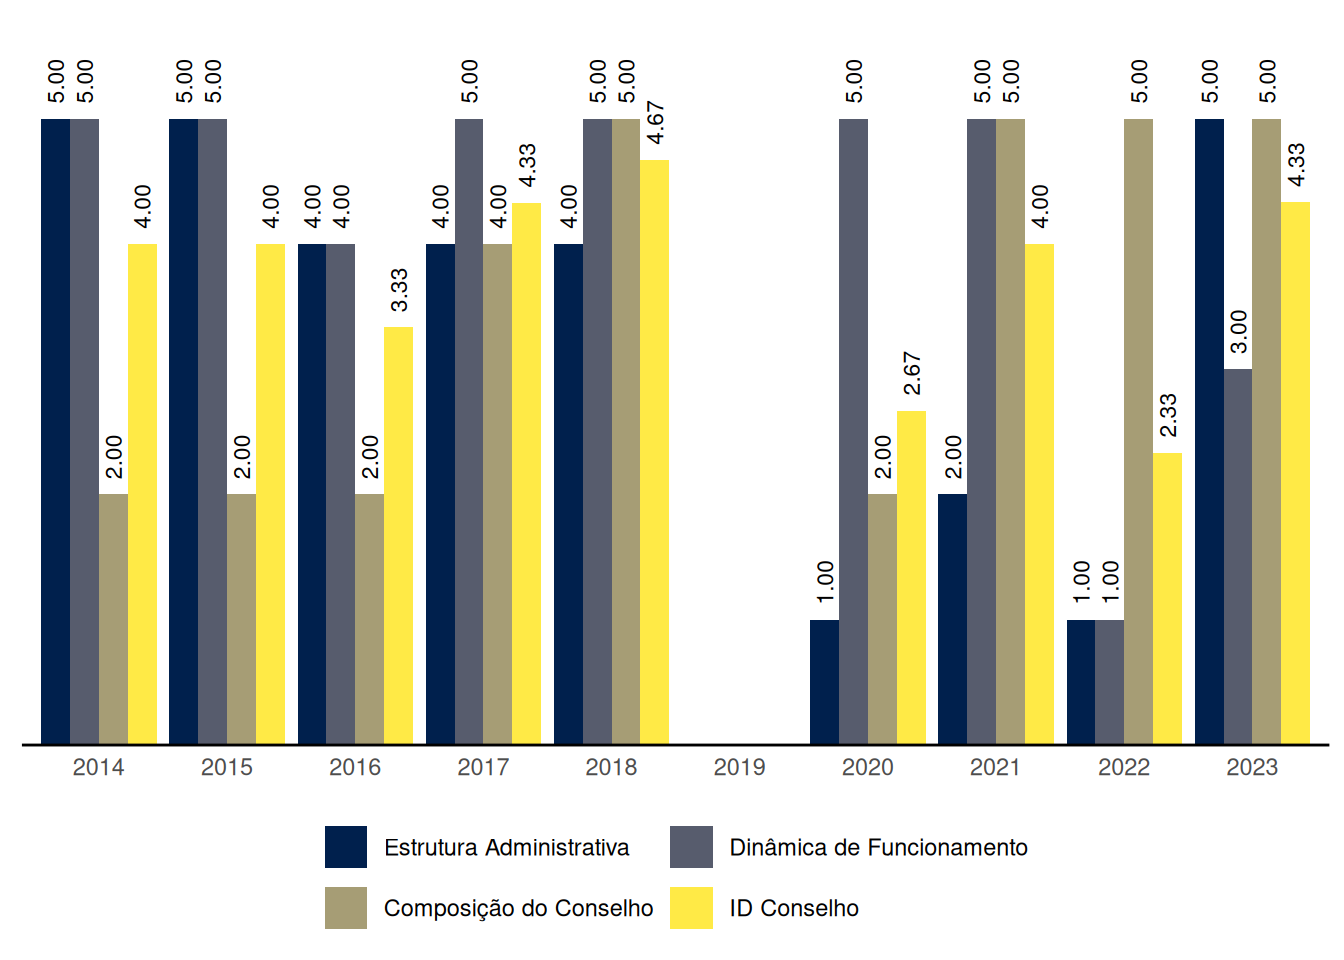 5.00 5.00 2.00 4.00
5.00 5.00 2.00 4.00
4.00 4.00 2.00 3.33
4.00 5.00 4.00 4.33
4.00 5.00 5.00 4.67
1.00 5.00 2.00 2.67
2.00 5.00 5.00 4.00
1.00 1.00 5.00 2.33
5.00 3.00 5.00 4.33
2014 2015 2016 2017 2018 2019 2020 2021 2022 2023
Estrutura Administrativa Dinâmica de Funcionamento
Composição do Conselho ID Conselho